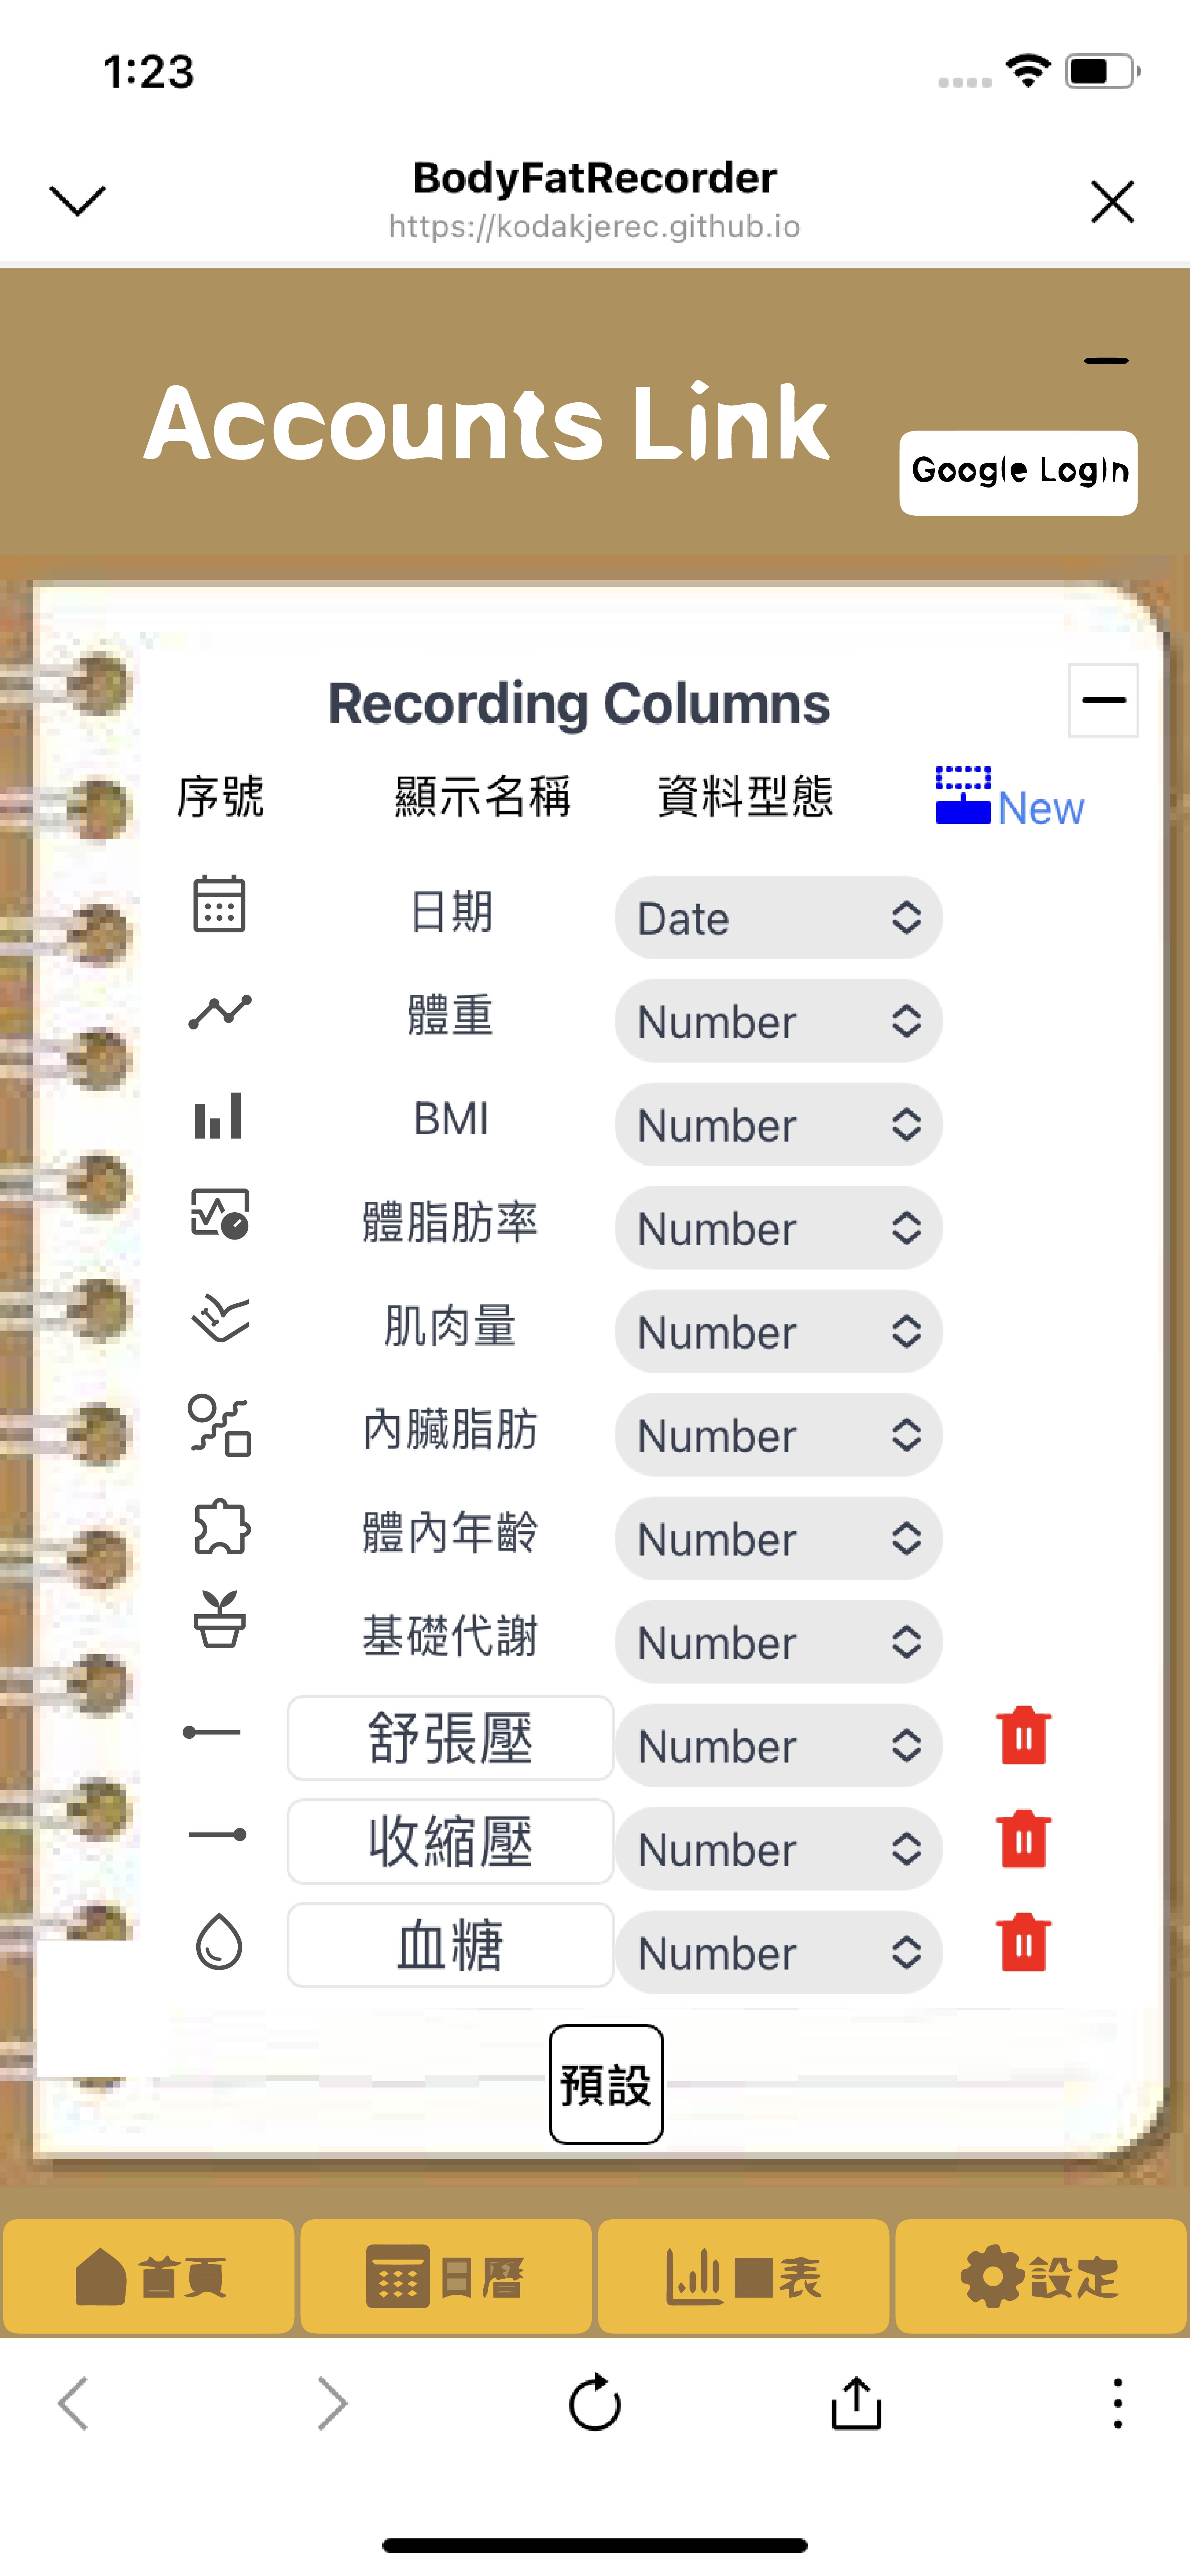 1:23
BodyFatRecorder
https://kodakjerec.github.io
Accounts Link
Google Login
Recording Columns
序號 顯示名稱 資料型態 New
日期 Date
體重 Number
BMI Number
體脂肪率 Number
肌肉量 Number
內臟脂肪 Number
體內年齡 Number
基礎代謝 Number
舒張壓 Number
收縮壓 Number
血糖 Number
預設
首頁 日曆 圖表 設定